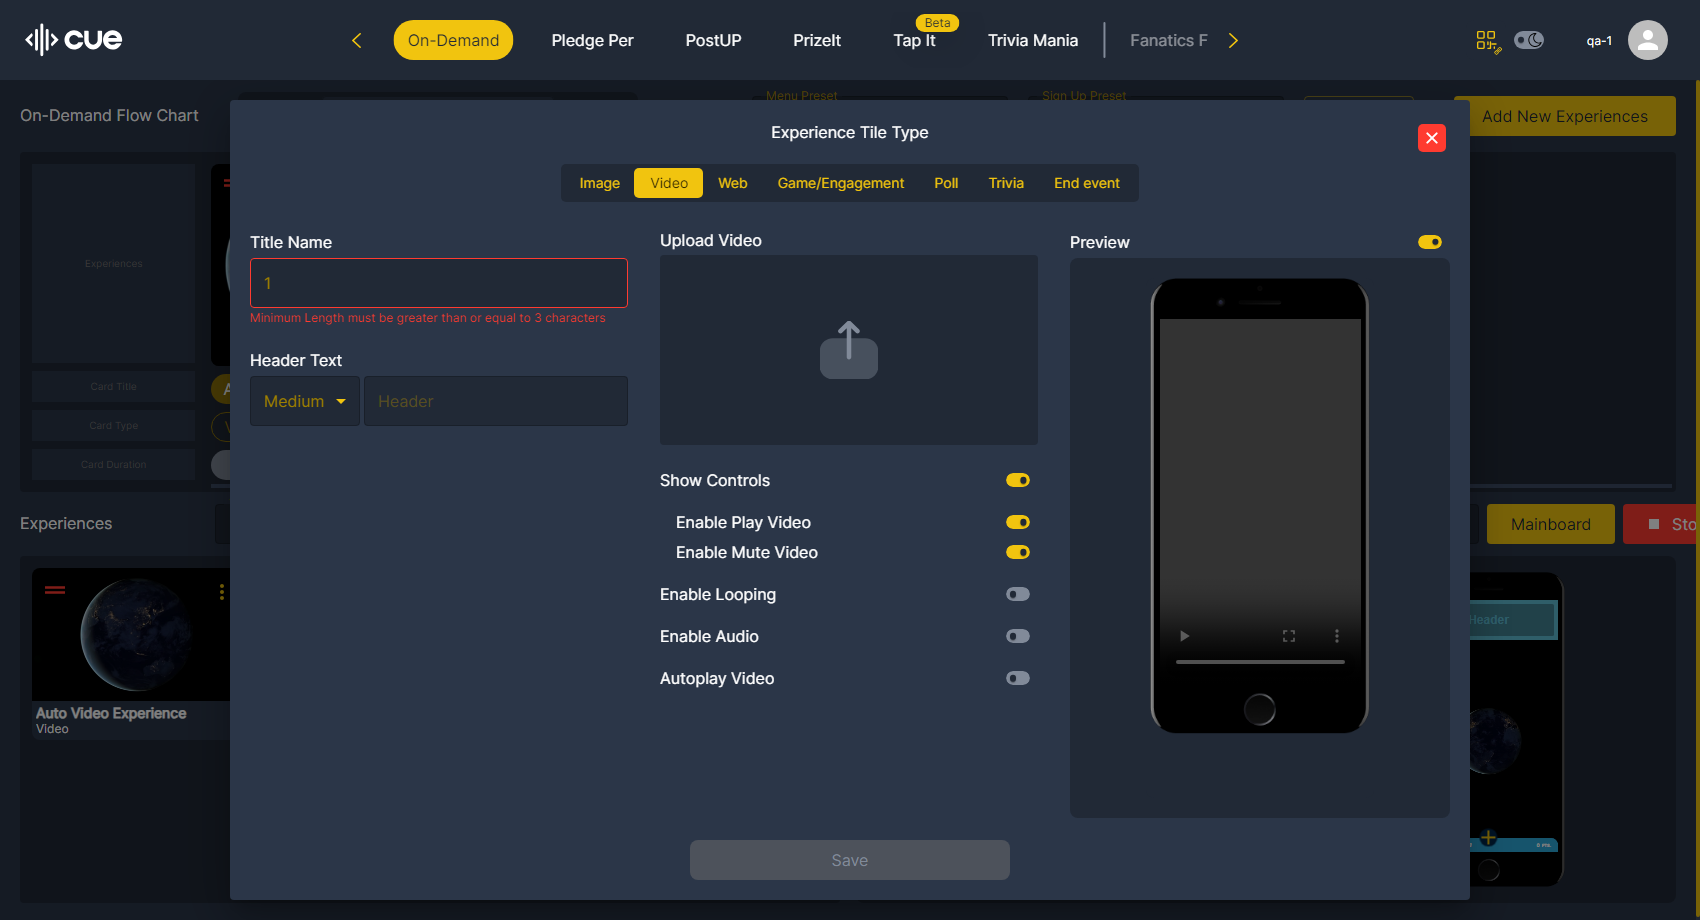 cue
On-Demand
Pledge Per
PostUP
PrizeIt
Beta
Tap It
Trivia Mania
Fanatics F
qa-1
On-Demand Flow Chart
Menu Preset
Sign Up Preset
Add New Experiences
Experience Tile Type
Image
Video
Web
Game/Engagement
Poll
Trivia
End event
Title Name
1
Minimum Length must be greater than or equal to 3 characters
Header Text
Medium
Header
Upload Video
Show Controls
Enable Play Video
Enable Mute Video
Enable Looping
Enable Audio
Autoplay Video
Preview
Save
Experiences
Card Title
Card Type
Card Duration
A
V
Experiences
Mainboard
Sto
Auto Video Experience
Video
Header